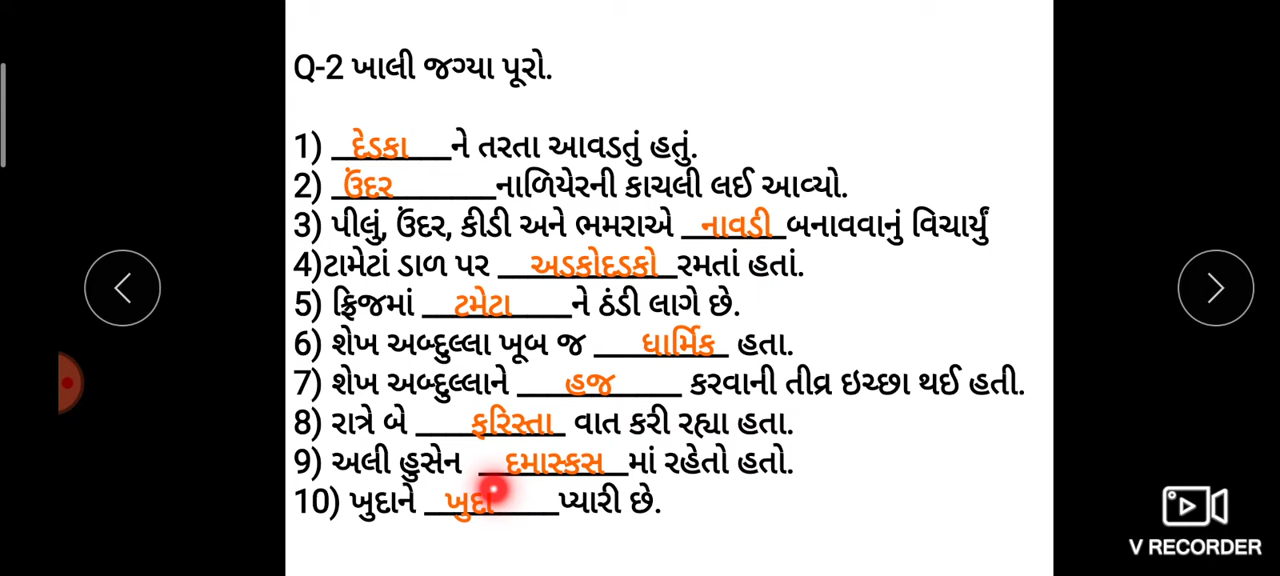 Q-2 ખાલી જગ્યા પૂરો.
1) દેડકા ને તરતા આવડતું હતું.
2) ઉંદર નાળિયેરની કાચલી લઈ આવ્યો.
3) પીલું, ઉંદર, કીડી અને ભમરાએ નાવડી બનાવવાનું વિચાર્યું
4)ટામેટાં ડાળ પર અડકોદડકો રમતાં હતાં.
5) ફ્રિજમાં ટમેટા ને ઠંડી લાગે છે.
6) શેખ અબ્દુલ્લા ખૂબ જ ધાર્મિક હતા.
7) શેખ અબ્દુલ્લાને હજ કરવાની તીવ્ર ઇચ્છા થઈ હતી.
8) રાત્રે બે ફરિસ્તા વાત કરી રહ્યા હતા.
9) અલી હુસેન દમાસ્કસ માં રહેતો હતો.
10) ખુદાને ખુદા પ્યારી છે.
V RECORDER